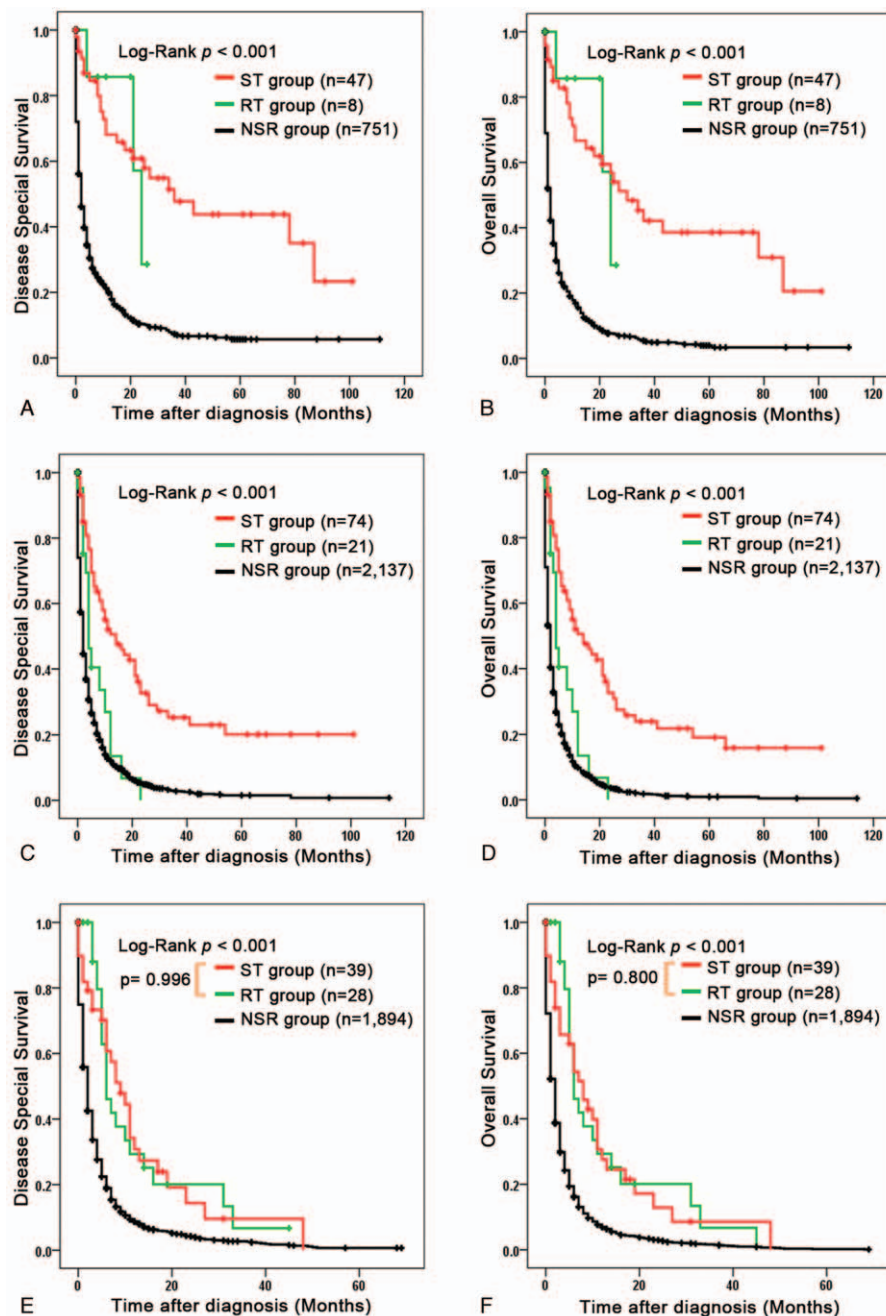 Log-Rank p < 0.001
ST group (n=47)
RT group (n=8)
NSR group (n=751)
Disease Special Survival
1.0
0.8
0.6
0.4
0.2
0.0
0 20 40 60 80 100 120
Time after diagnosis (Months)
A
Log-Rank p < 0.001
ST group (n=47)
RT group (n=8)
NSR group (n=751)
Overall Survival
1.0
0.8
0.6
0.4
0.2
0.0
0 20 40 60 80 100 120
Time after diagnosis (Months)
B
Log-Rank p < 0.001
ST group (n=74)
RT group (n=21)
NSR group (n=2,137)
Disease Special Survival
1.0
0.8
0.6
0.4
0.2
0.0
0 20 40 60 80 100 120
Time after diagnosis (Months)
C
Log-Rank p < 0.001
ST group (n=74)
RT group (n=21)
NSR group (n=2,137)
Overall Survival
1.0
0.8
0.6
0.4
0.2
0.0
0 20 40 60 80 100 120
Time after diagnosis (Months)
D
Log-Rank p < 0.001
p= 0.996
ST group (n=39)
RT group (n=28)
NSR group (n=1,894)
Disease Special Survival
1.0
0.8
0.6
0.4
0.2
0.0
0 20 40 60
Time after diagnosis (Months)
E
Log-Rank p < 0.001
p= 0.800
ST group (n=39)
RT group (n=28)
NSR group (n=1,894)
Overall Survival
1.0
0.8
0.6
0.4
0.2
0.0
0 20 40 60
Time after diagnosis (Months)
F